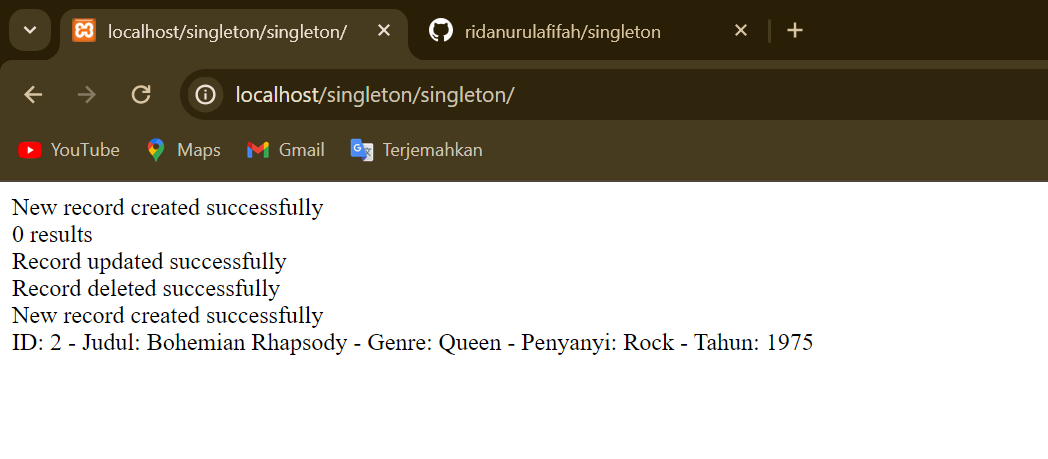 localhost/singleton/singleton/
ridanurulafifah/singleton
localhost/singleton/singleton/
YouTube
Maps
Gmail
Terjemahkan
New record created successfully
0 results
Record updated successfully
Record deleted successfully
New record created successfully
ID: 2 - Judul: Bohemian Rhapsody - Genre: Queen - Penyanyi: Rock - Tahun: 1975